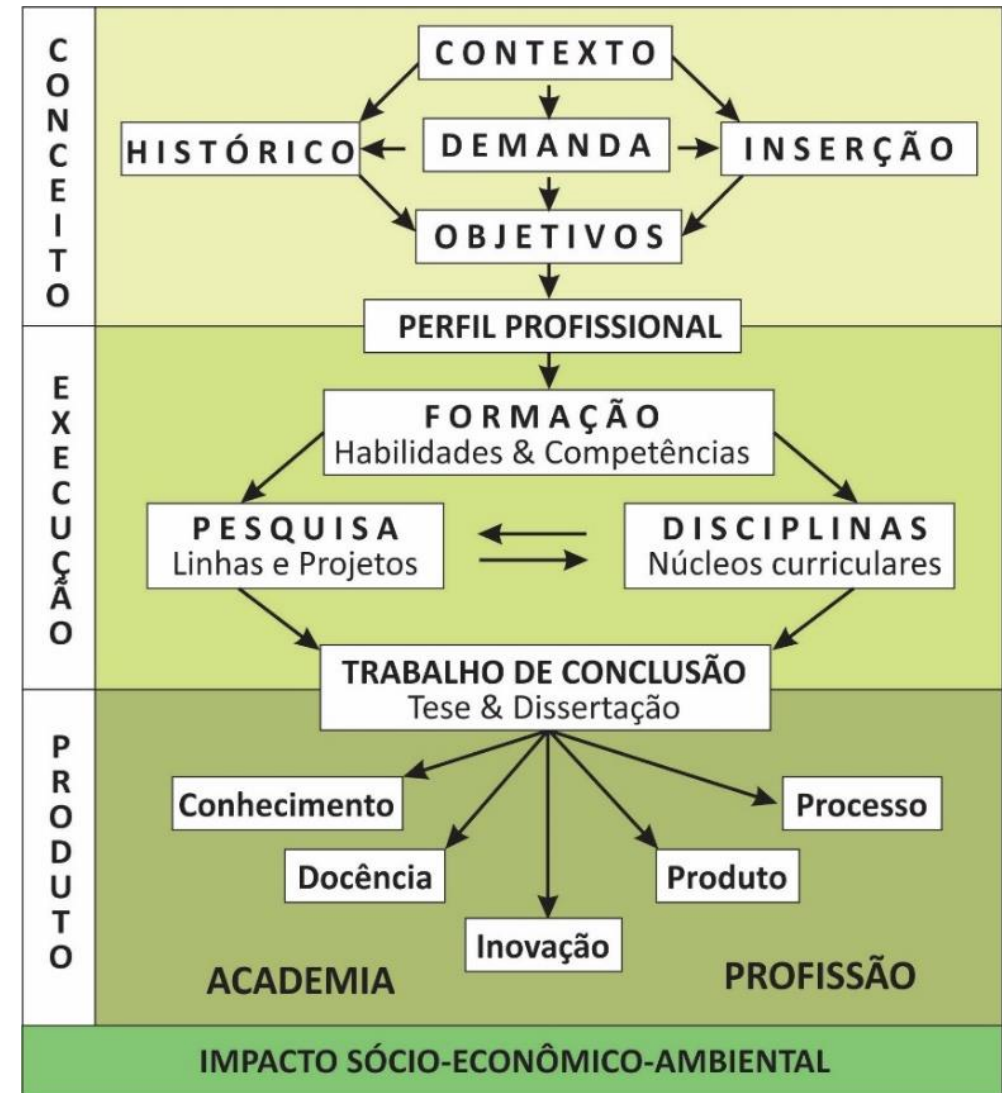 CONCEITO
CONTEXTO
HISTÓRICO
DEMANDA
INSERÇÃO
OBJETIVOS
PERFIL PROFISSIONAL
EXECUÇÃO
FORMAÇÃO
Habilidades & Competências
PESQUISA
Linhas e Projetos
DISCIPLINAS
Núcleos curriculares
TRABALHO DE CONCLUSÃO
Tese & Dissertação
PRODUTO
Conhecimento
Processo
Docência
Produto
Inovação
ACADEMIA
PROFISSÃO
IMPACTO SÓCIO-ECONÔMICO-AMBIENTAL